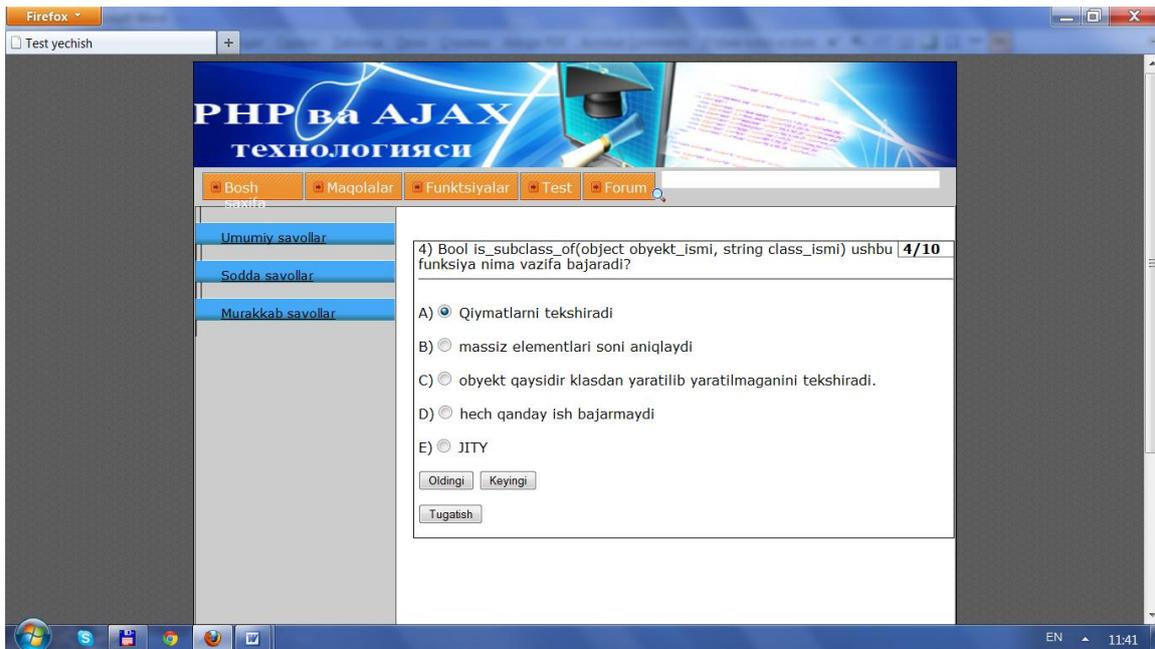 Firefox
Test yechish
PHP ва AJAX
технологияси
Bosh saxifa
Maqolalar
Funktsiyalar
Test
Forum
Umumiy savollar
Sodda savollar
Murakkab savollar
4) Bool is_subclass_of(object obyekt_ismi, string class_ismi) ushbu 4/10
funksiya nima vazifa bajaradi?
A) Qiymatlarni tekshiradi
B) massiz elementlari soni aniqlaydi
C) obyekt qaysidir klasdan yaratilib yaratilmaganini tekshiradi.
D) hech qanday ish bajarmaydi
E) JITY
Oldingi Keyingi
Tugatish
EN 11:41